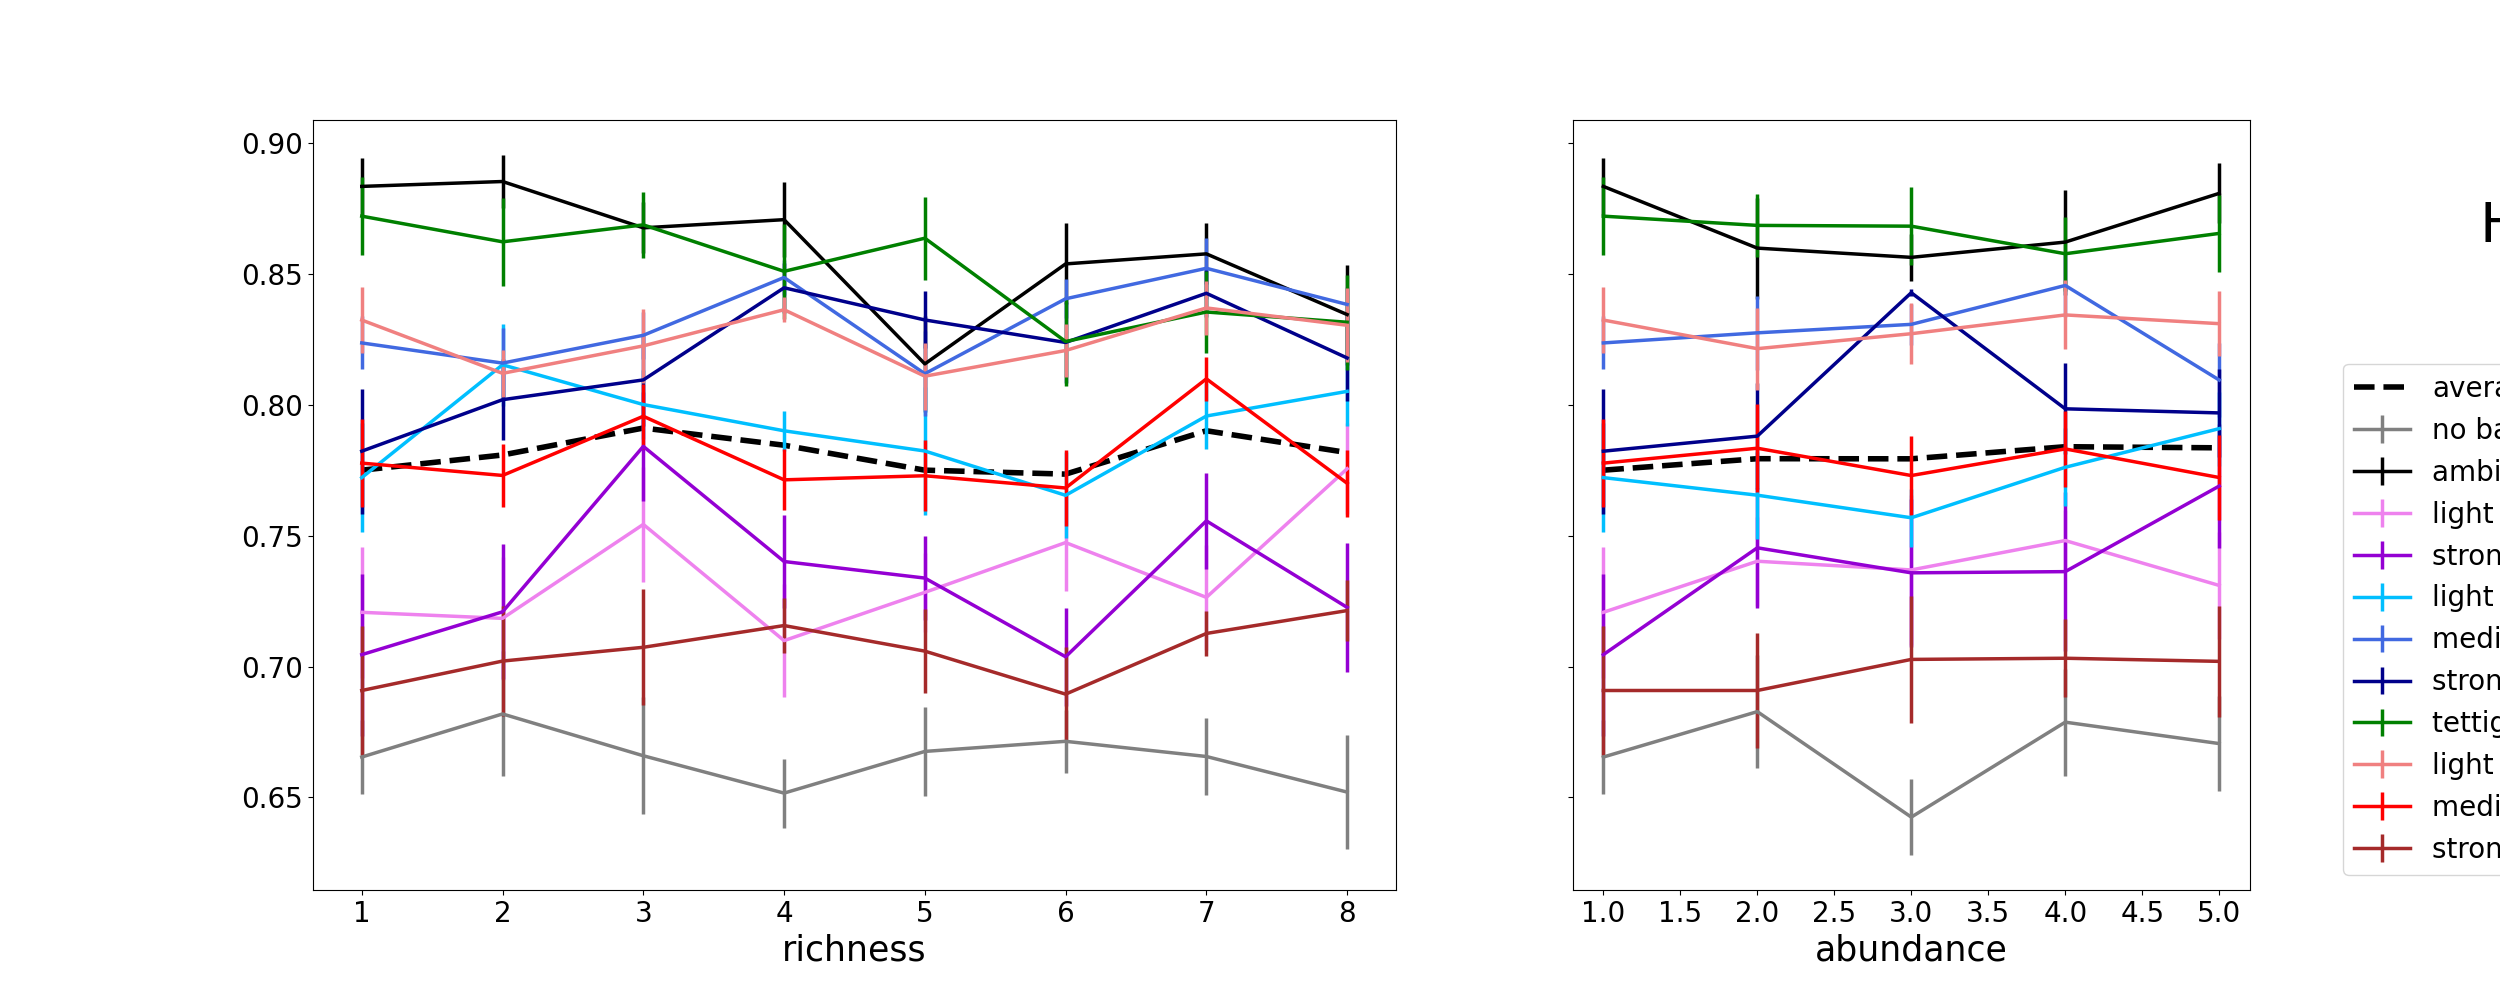 0.90
0.85
0.80
0.75
0.70
0.65
1 2 3 4 5 6 7 8
richness
1.0 1.5 2.0 2.5 3.0 3.5 4.0 4.5 5.0
abundance
H
avera
no ba
ambi
light
stron
light
medi
stron
tettig
light
medi
stron